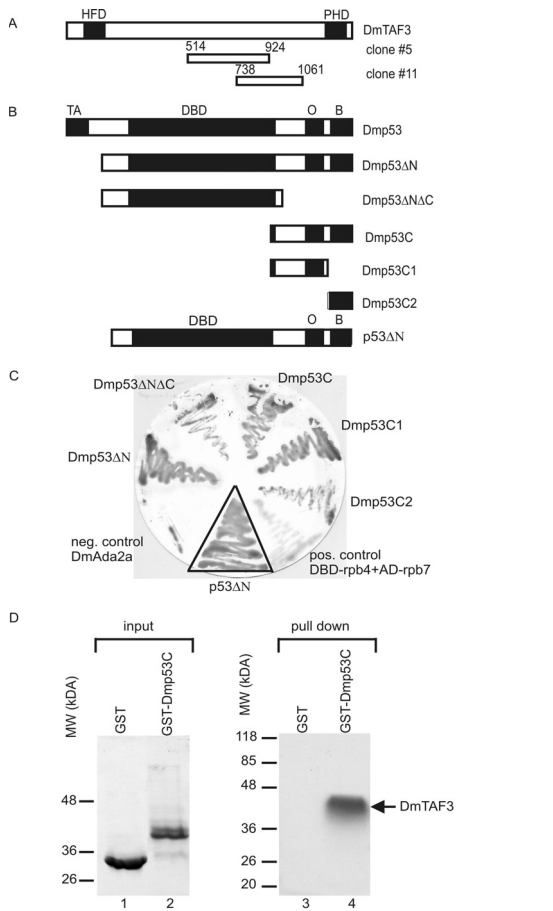 A
HFD PHD
DmTAF3
514 924
clone #5
738 1061
clone #11
B
TA DBD O B
Dmp53
Dmp53ΔN
Dmp53ΔNΔC
Dmp53C
Dmp53C1
Dmp53C2
DBD O B
p53ΔN
C
Dmp53ΔNΔC
Dmp53C
Dmp53C1
Dmp53ΔN
Dmp53C2
neg. control
DmAda2a
pos. control
DBD-rpb4+AD-rpb7
p53ΔN
D
input
pull down
MW (kDA)
GST
GST-Dmp53C
MW (kDA)
GST
GST-Dmp53C
48
36
26
118
85
48
36
26
20
DmTAF3
1 2 3 4